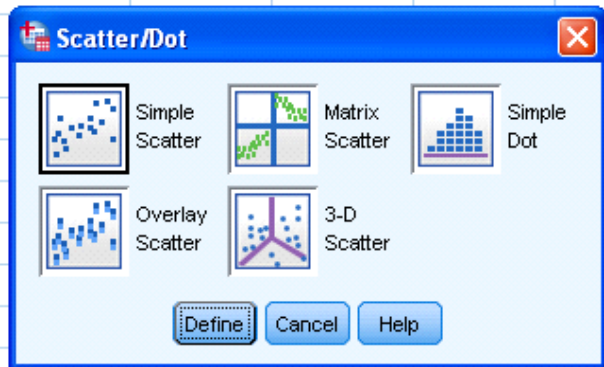 Scatter/Dot
Simple
Scatter
Matrix
Scatter
Simple
Dot
Overlay
Scatter
3-D
Scatter
Define
Cancel
Help